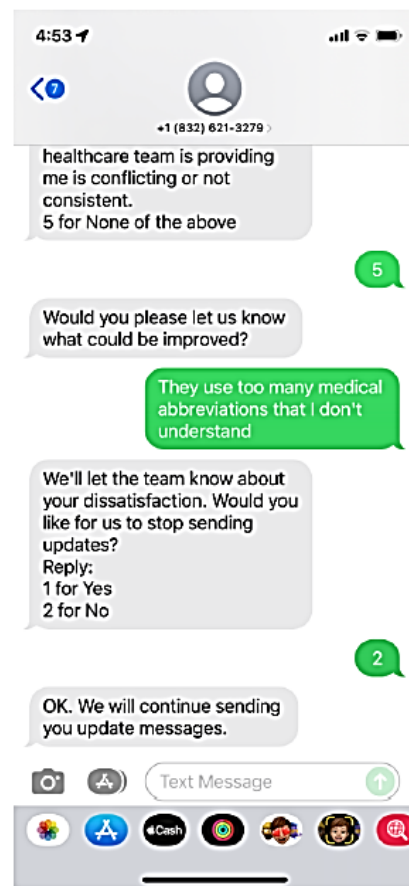 4:53
7
+1 (832) 621-3279
healthcare team is providing
me is conflicting or not
consistent.
5 for None of the above
5
Would you please let us know
what could be improved?
They use too many medical
abbreviations that I don't
understand
We'll let the team know about
your dissatisfaction. Would you
like for us to stop sending
updates?
Reply:
1 for Yes
2 for No
2
OK. We will continue sending
you update messages.
Text Message
Cash